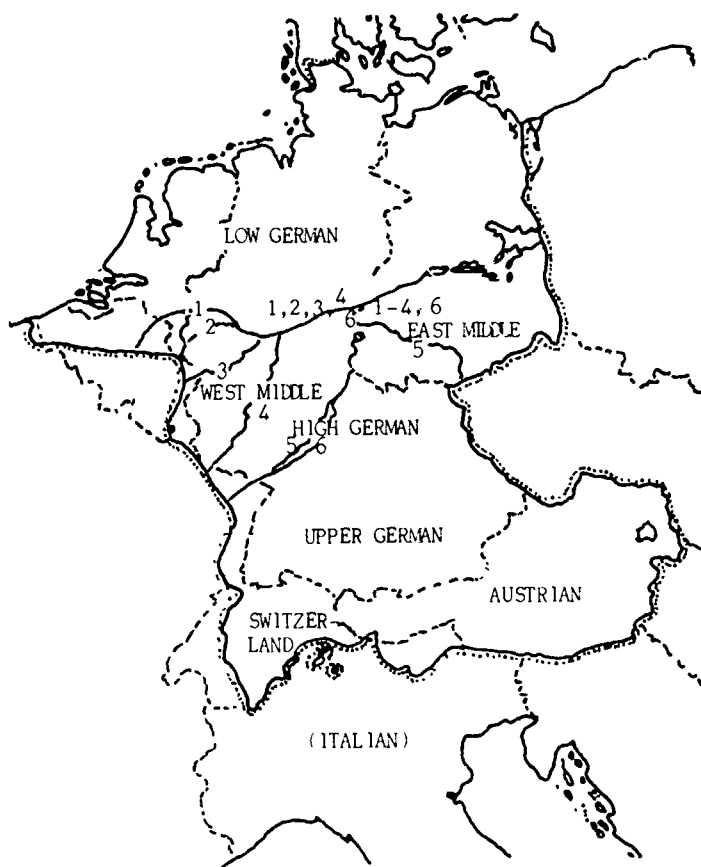 LOW GERMAN
1
1,2,3
4
1-4,6
2
6
EAST MIDDLE
5
3
WEST MIDDLE
4
HIGH GERMAN
5
6
UPPER GERMAN
AUSTRIAN
SWITZER-
LAND
(ITALIAN)